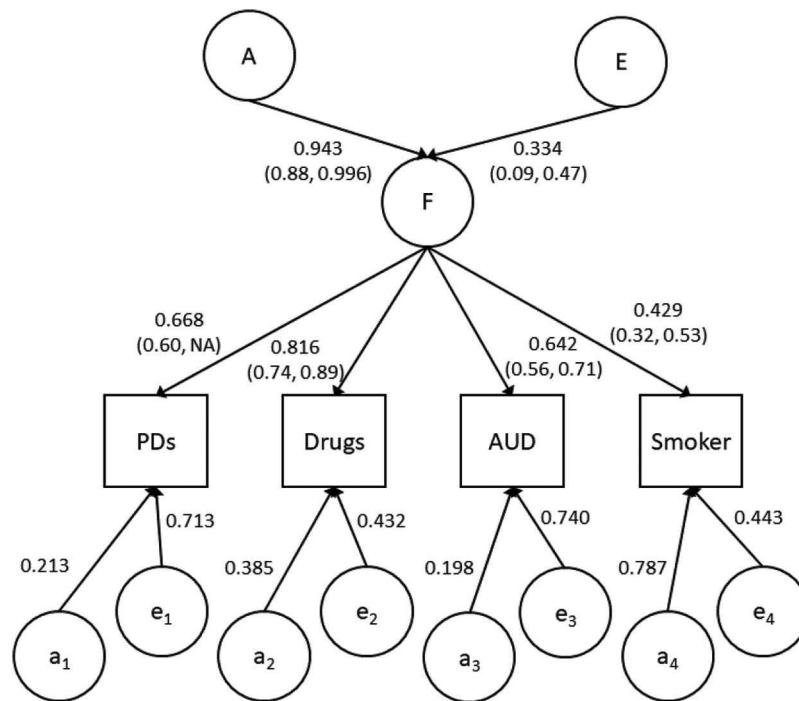 A
E
0.943
(0.88, 0.996)
0.334
(0.09, 0.47)
F
0.668
(0.60, NA)
0.816
(0.74, 0.89)
0.642
(0.56, 0.71)
0.429
(0.32, 0.53)
PDs
Drugs
AUD
Smoker
0.213
0.713
0.385
0.432
0.198
0.740
0.787
0.443
a₁
e₁
a₂
e₂
a₃
e₃
a₄
e₄